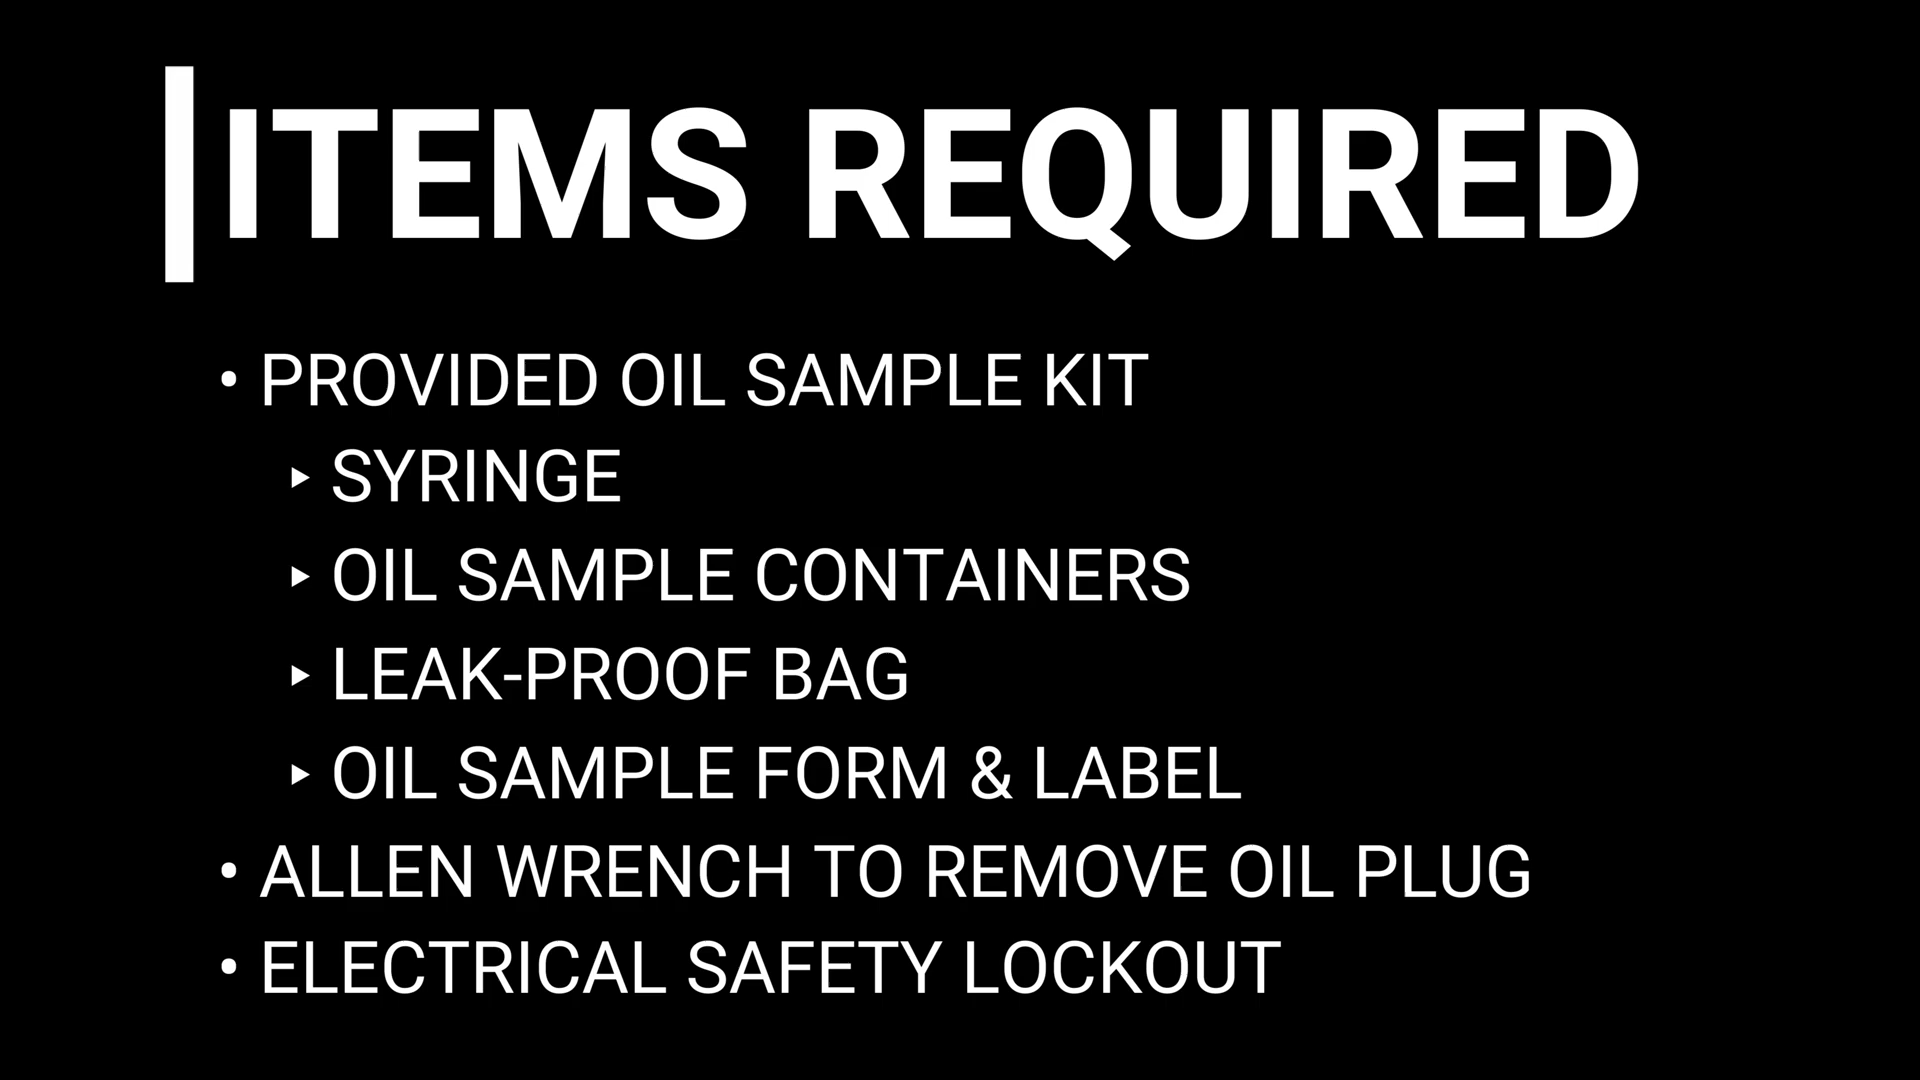 ITEMS REQUIRED
• PROVIDED OIL SAMPLE KIT
‣ SYRINGE
‣ OIL SAMPLE CONTAINERS
‣ LEAK-PROOF BAG
‣ OIL SAMPLE FORM & LABEL
• ALLEN WRENCH TO REMOVE OIL PLUG
• ELECTRICAL SAFETY LOCKOUT